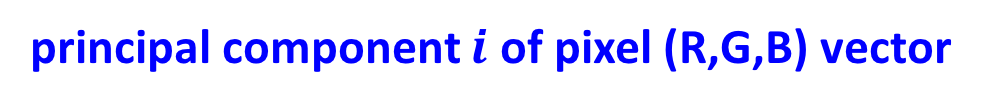 principal component i of pixel (R,G,B) vector